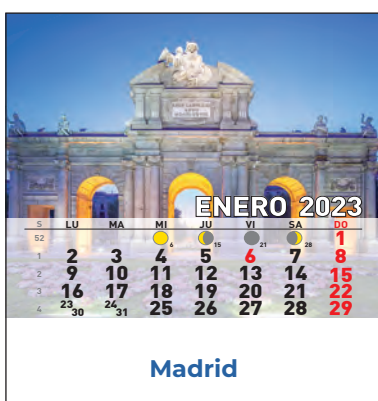 ENERO 2023
S LU MA MI JU VI SA DO
52 6 15 21 28 1
1 2 3 4 5 6 7 8
2 9 10 11 12 13 14 15
3 16 17 18 19 20 21 22
4 23 30 24 31 25 26 27 28 29
Madrid